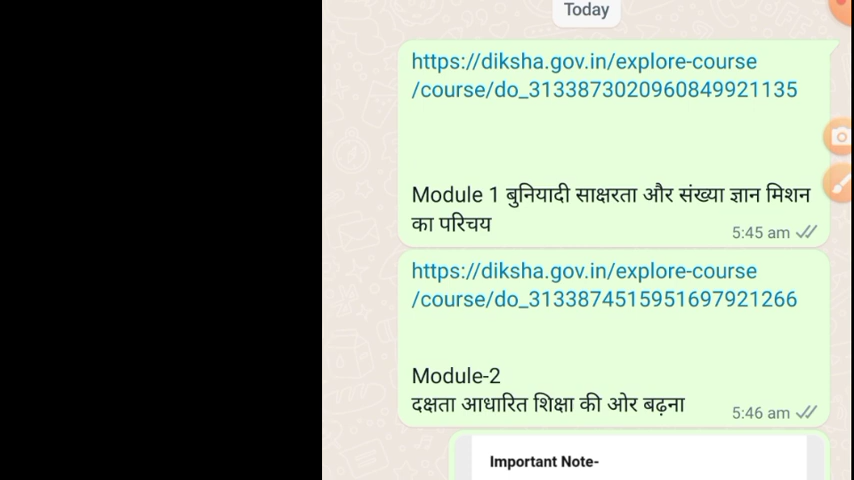 Today
https://diksha.gov.in/explore-course
/course/do_3133873020960849921135
Module 1 बुनियादी साक्षरता और संख्या ज्ञान मिशन
का परिचय
5:45 am
https://diksha.gov.in/explore-course
/course/do_3133874515951697921266
Module-2
दक्षता आधारित शिक्षा की ओर बढ़ना
5:46 am
Important Note-